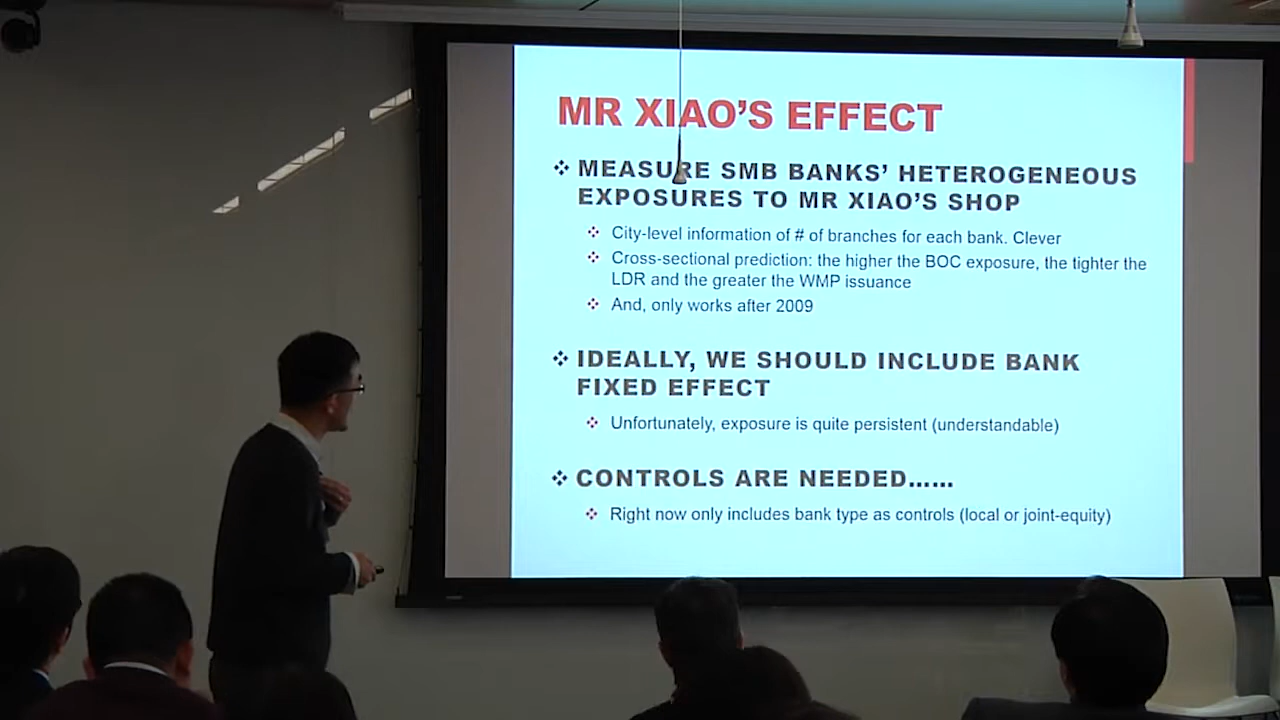 MR XIAO'S EFFECT
❖ MEASURE SMB BANKS' HETEROGENEOUS
EXPOSURES TO MR XIAO'S SHOP
❖ City-level information of # of branches for each bank. Clever
❖ Cross-sectional prediction: the higher the BOC exposure, the tighter the
LDR and the greater the WMP issuance
❖ And, only works after 2009
❖ IDEALLY, WE SHOULD INCLUDE BANK
FIXED EFFECT
❖ Unfortunately, exposure is quite persistent (understandable)
❖ CONTROLS ARE NEEDED......
❖ Right now only includes bank type as controls (local or joint-equity)